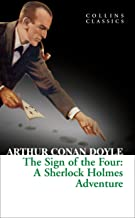 COLLINS
CLASSICS
ARTHUR CONAN DOYLE
The Sign of the Four:
A Sherlock Holmes
Adventure